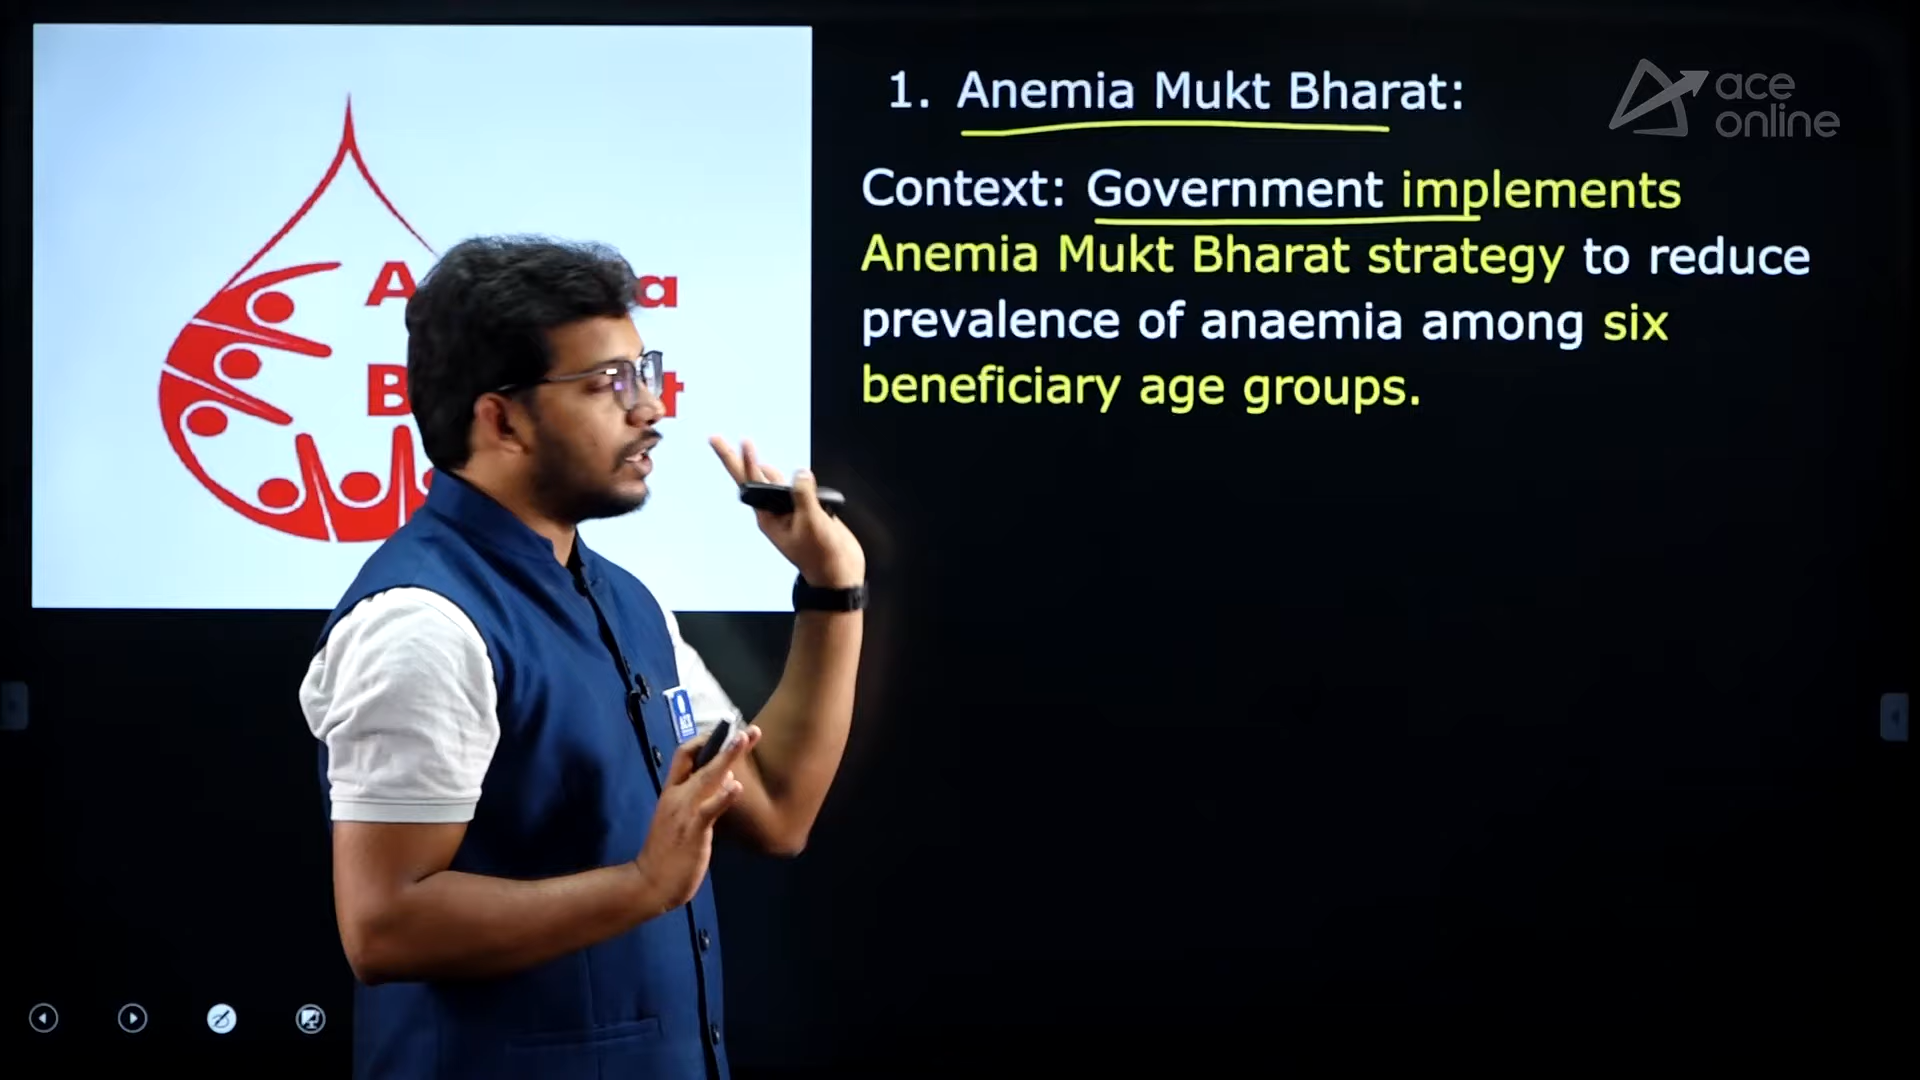 1. Anemia Mukt Bharat:
Context: Government implements
Anemia Mukt Bharat strategy to reduce
prevalence of anaemia among six
beneficiary age groups.
ace
online